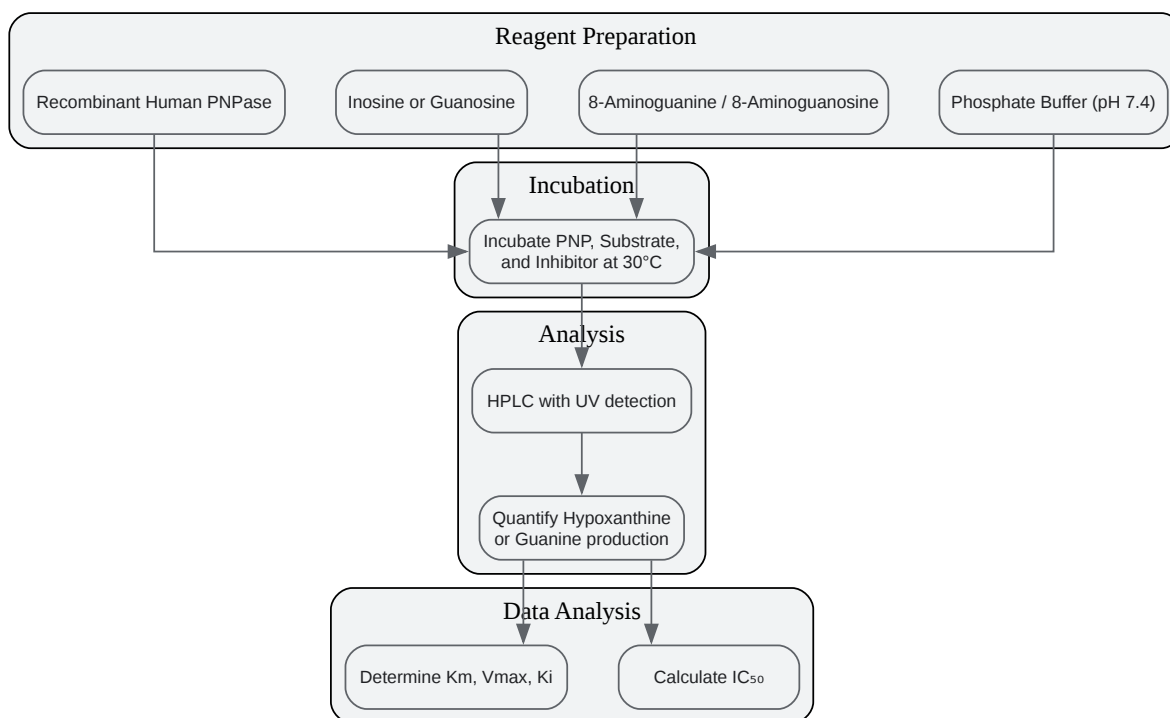 Reagent Preparation
Recombinant Human PNPase
Inosine or Guanosine
8-Aminoguanine / 8-Aminoguanosine
Phosphate Buffer (pH 7.4)
Incubation
Incubate PNP, Substrate,
and Inhibitor at 30°C
Analysis
HPLC with UV detection
Quantify Hypoxanthine
or Guanine production
Data Analysis
Determine Km, Vmax, Ki
Calculate IC₅₀